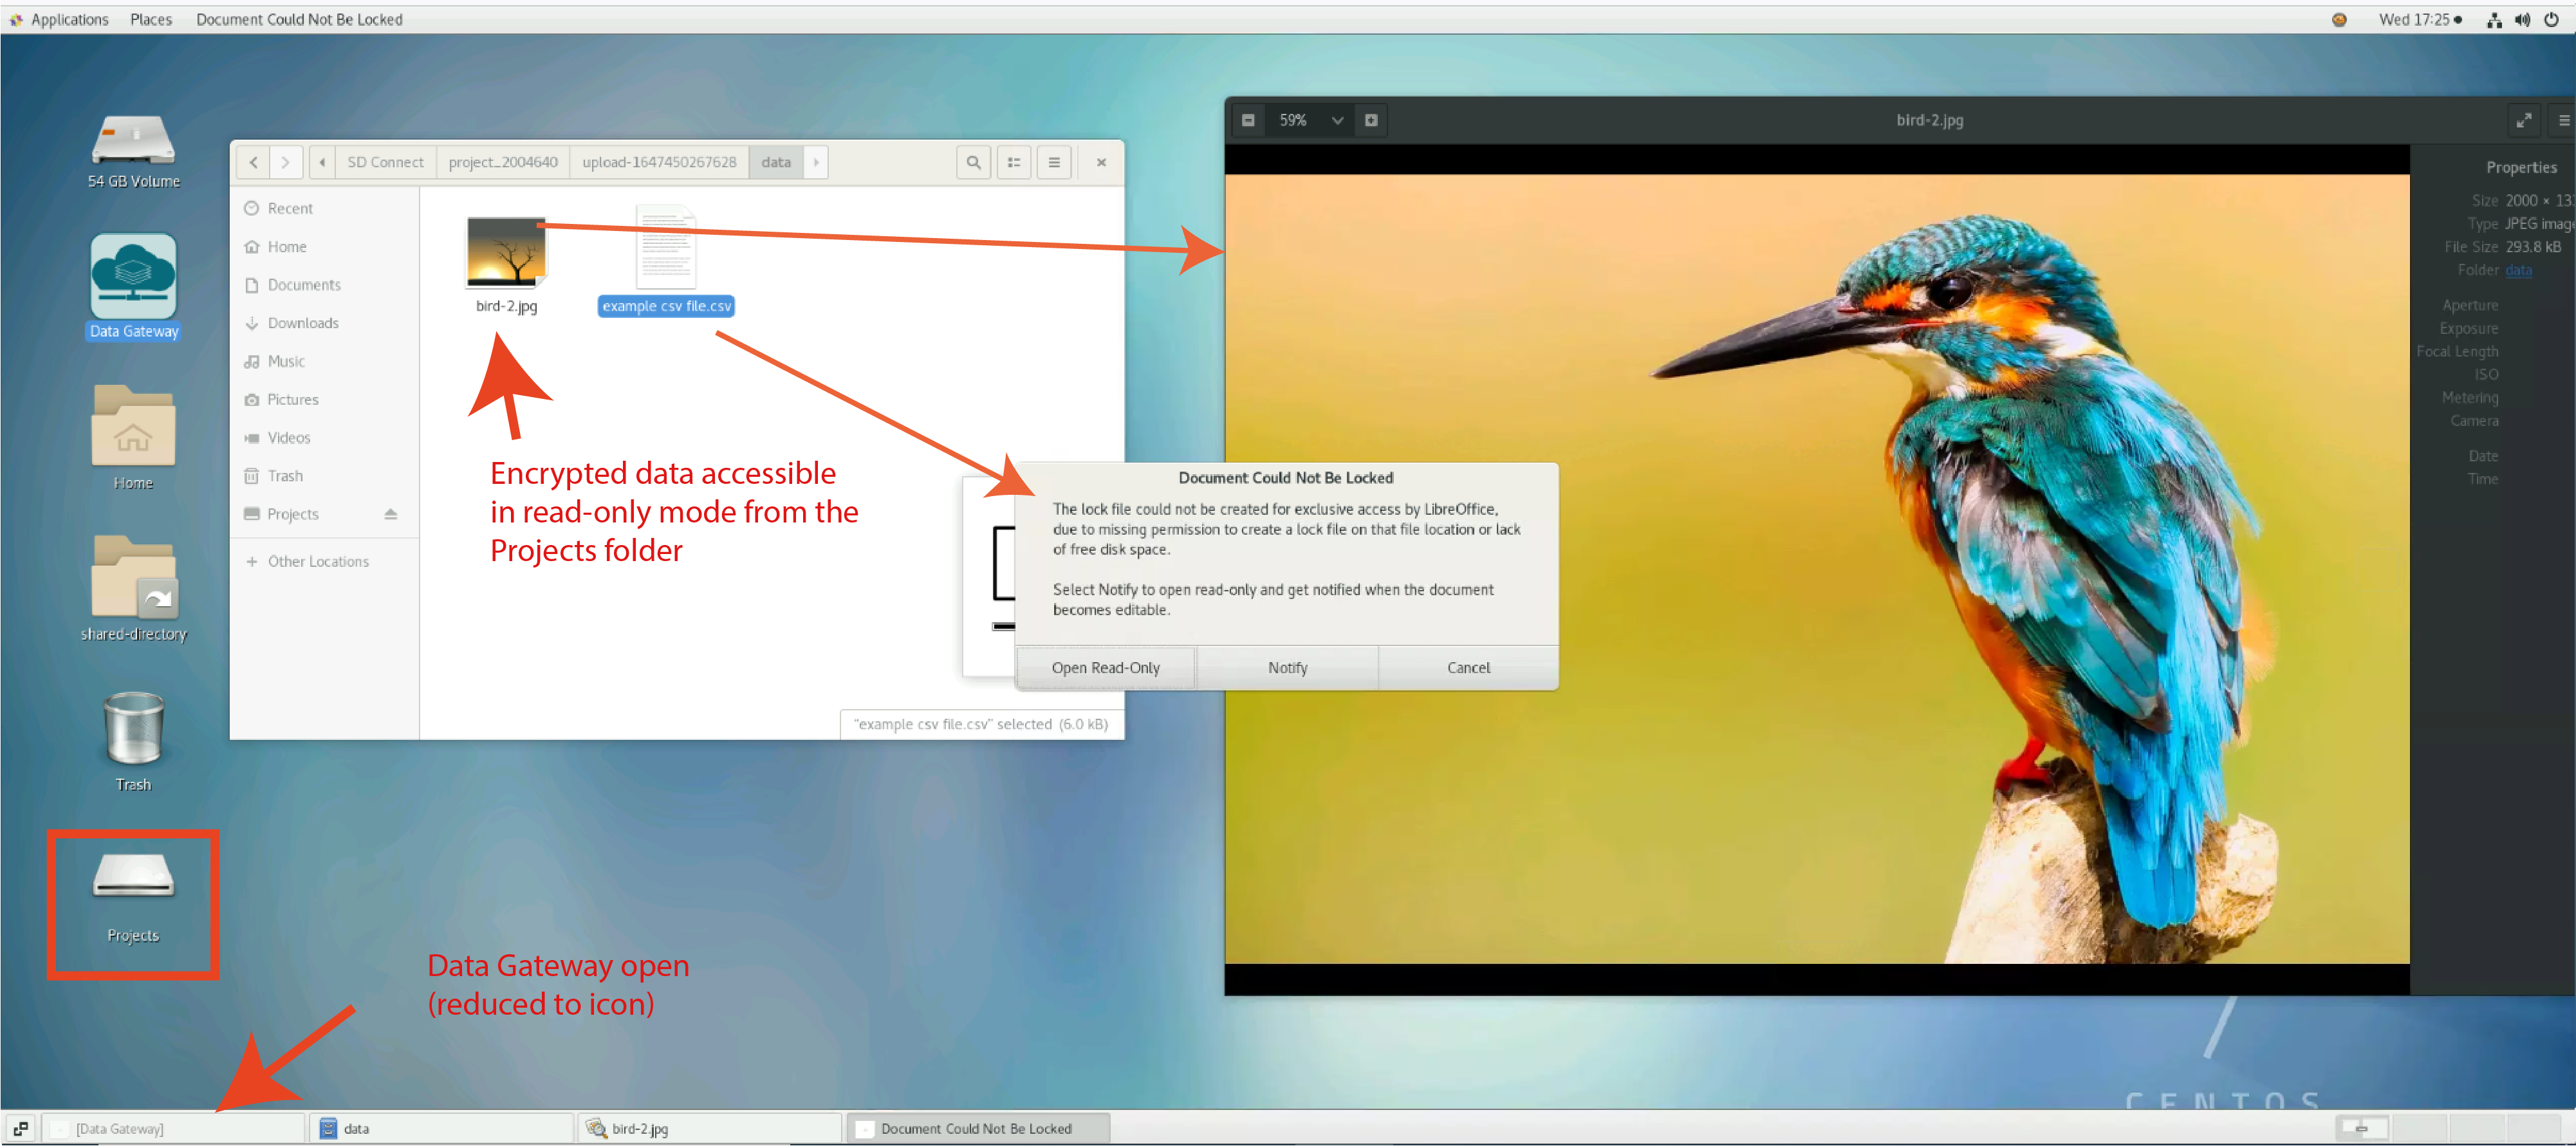 Applications Places Document Could Not Be Locked Wed 17:25
54 GB Volume
Data Gateway
Home
shared-directory
Trash
Projects
SD Connect project_2004640 upload-1647450267628 data
Recent
Home
Documents
Downloads
Music
Pictures
Videos
Trash
Projects
+ Other Locations
bird-2.jpg
example csv file.csv
Encrypted data accessible
in read-only mode from the
Projects folder
"example csv file.csv" selected (6.0 kB)
Document Could Not Be Locked
The lock file could not be created for exclusive access by LibreOffice,
due to missing permission to create a lock file on that file location or lack
of free disk space.
Select Notify to open read-only and get notified when the document
becomes editable.
Open Read-Only Notify Cancel
59% bird-2.jpg
Properties
Size 2000 × 13
Type JPEG imag
File Size 293.8 kB
Folder data
Aperture
Exposure
Focal Length
ISO
Metering
Camera
Date
Time
Data Gateway open
(reduced to icon)
CENTOS
[Data Gateway] data bird-2.jpg Document Could Not Be Locked